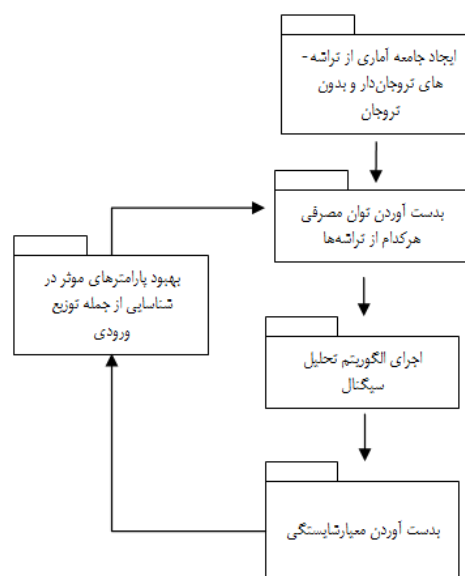 ایجاد جامعه آماری از تراشه-
های تروجان‌دار و بدون
تروجان
بدست آوردن توان مصرفی
هرکدام از تراشه‌ها
بهبود پارامترهای موثر در
شناسایی از جمله توزیع
ورودی
اجرای الگوریتم تحلیل
سیگنال
بدست آوردن معیارشایستگی